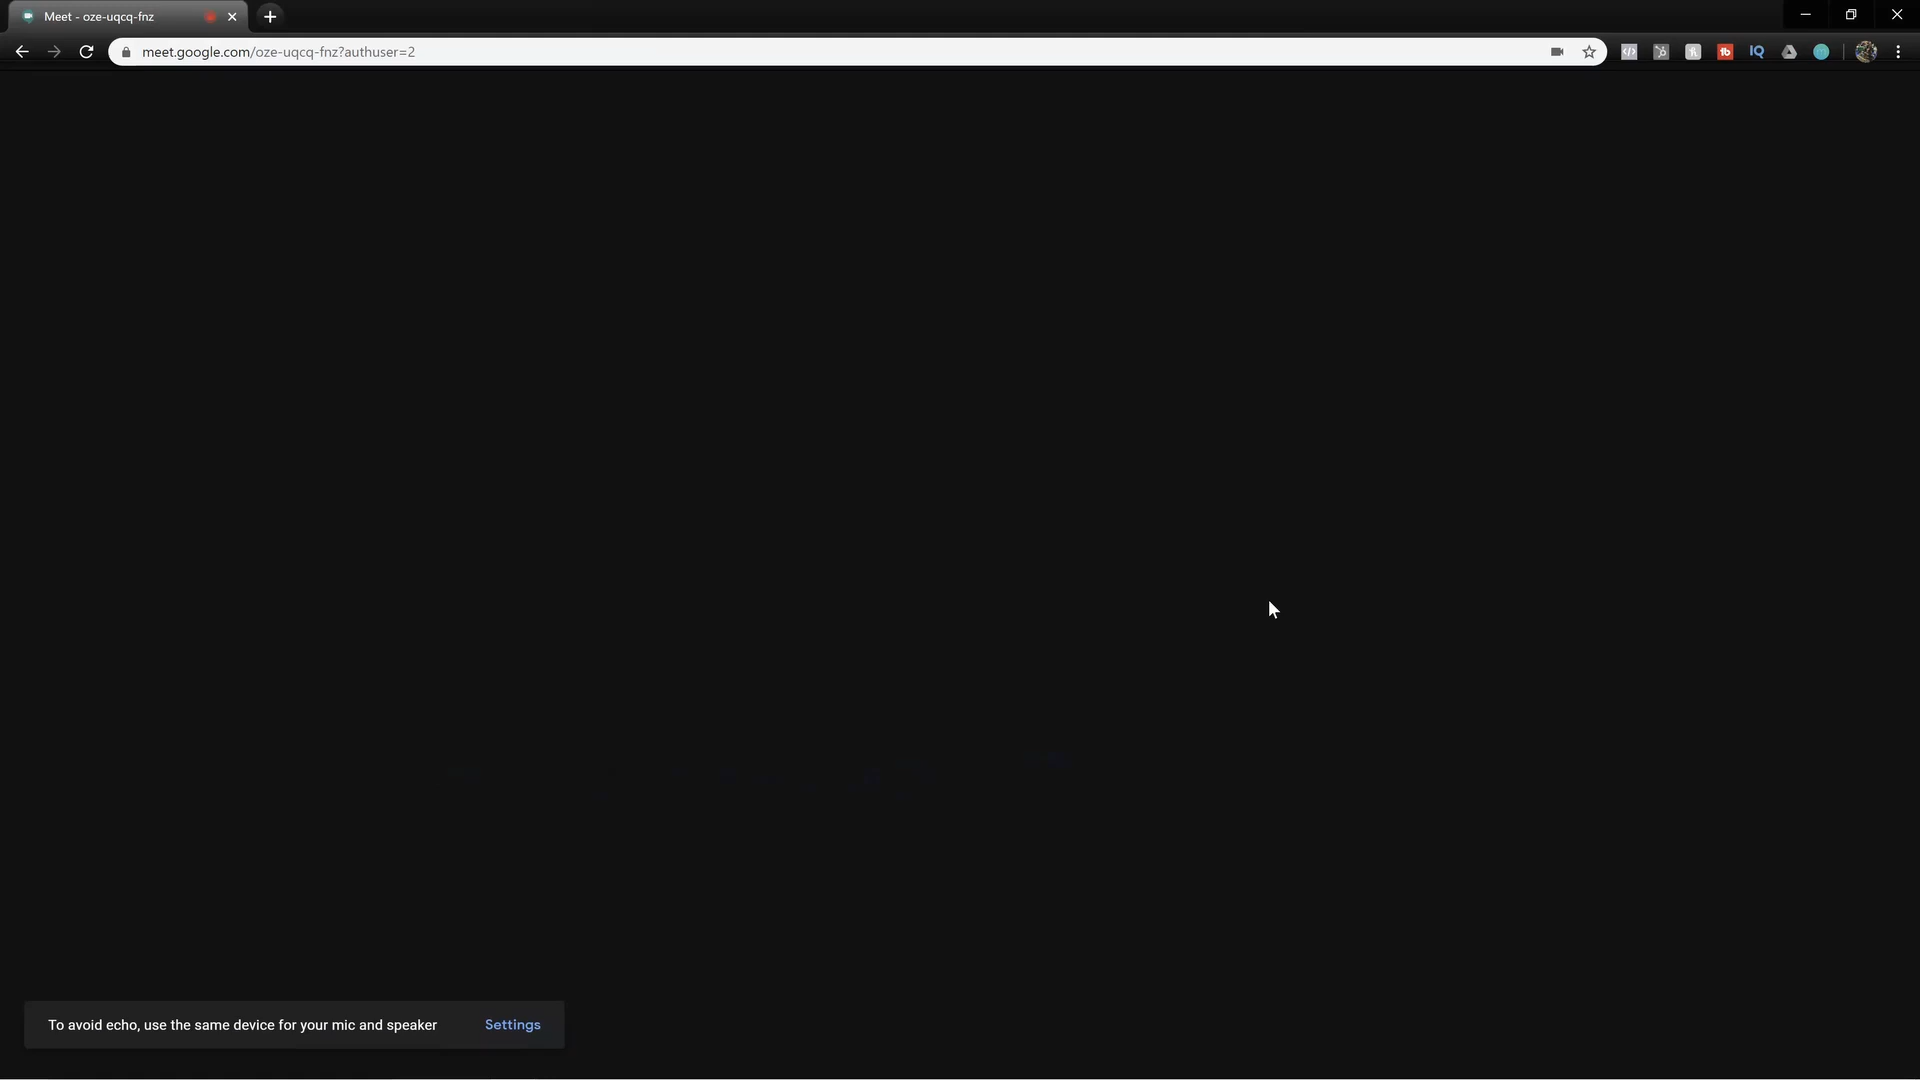 Meet - oze-uqcq-fnz
meet.google.com/oze-uqcq-fnz?authuser=2
tb
IQ
To avoid echo, use the same device for your mic and speaker
Settings